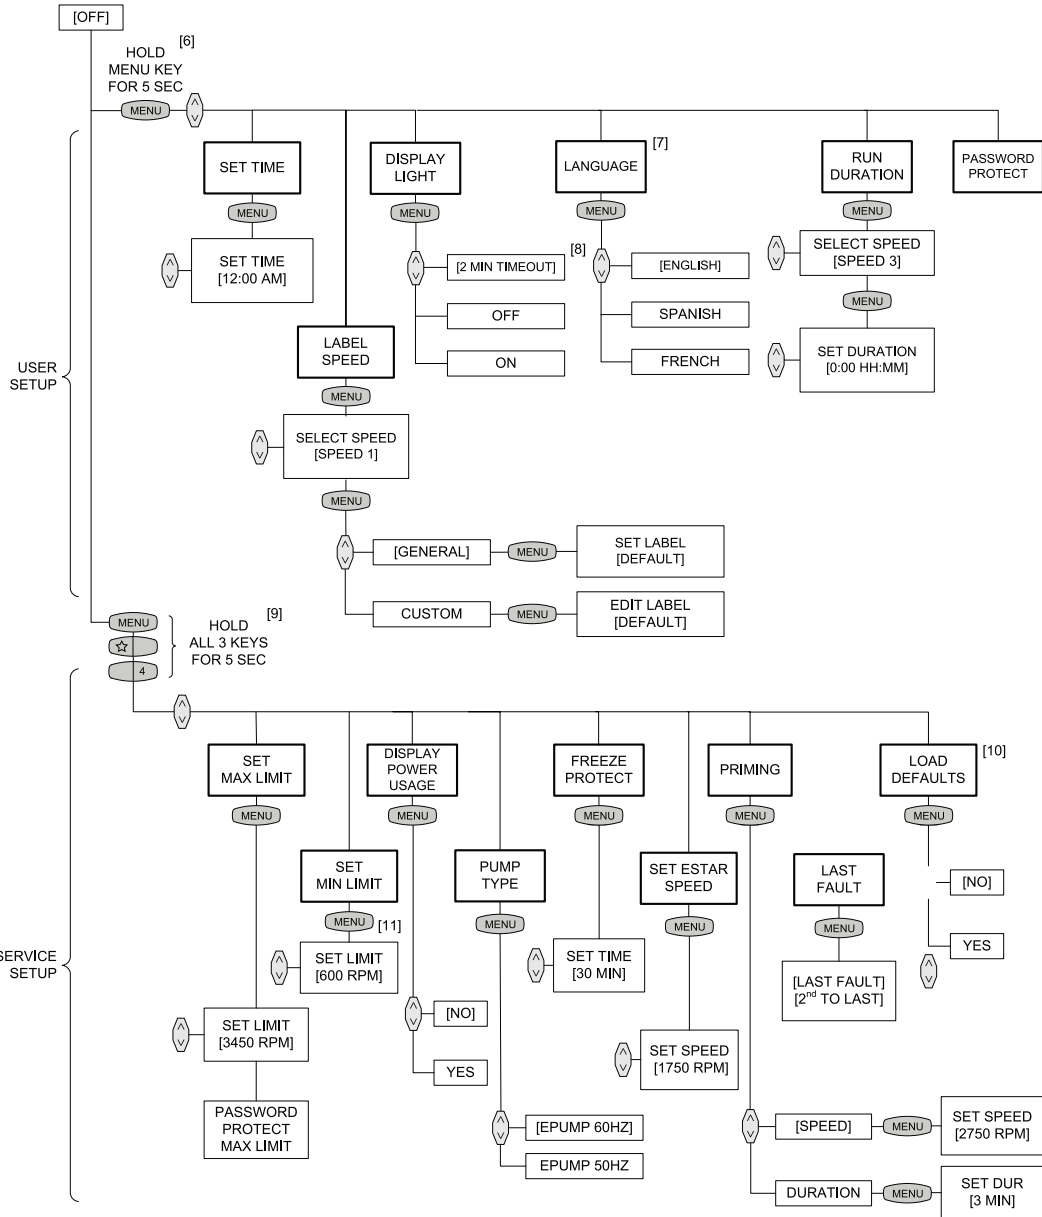 [OFF]
HOLD
MENU KEY
FOR 5 SEC
[6]
MENU
SET TIME
DISPLAY
LIGHT
LANGUAGE
[7]
RUN
DURATION
PASSWORD
PROTECT
MENU
MENU
MENU
MENU
SET TIME
[12:00 AM]
[2 MIN TIMEOUT]
[8]
OFF
ON
[ENGLISH]
SPANISH
FRENCH
SELECT SPEED
[SPEED 3]
MENU
SET DURATION
[0:00 HH:MM]
USER
SETUP
LABEL
SPEED
MENU
SELECT SPEED
[SPEED 1]
MENU
[GENERAL]
MENU
SET LABEL
[DEFAULT]
CUSTOM
MENU
EDIT LABEL
[DEFAULT]
MENU
4
HOLD
ALL 3 KEYS
FOR 5 SEC
[9]
SET
MAX LIMIT
DISPLAY
POWER
USAGE
FREEZE
PROTECT
PRIMING
LOAD
DEFAULTS
[10]
MENU
MENU
MENU
MENU
MENU
SET
MIN LIMIT
PUMP
TYPE
SET ESTAR
SPEED
LAST
FAULT
[NO]
YES
MENU
[11]
MENU
MENU
MENU
SET LIMIT
[600 RPM]
SET TIME
[30 MIN]
[LAST FAULT]
[2nd TO LAST]
SERVICE
SETUP
SET LIMIT
[3450 RPM]
[NO]
YES
SET SPEED
[1750 RPM]
PASSWORD
PROTECT
MAX LIMIT
[EPUMP 60HZ]
EPUMP 50HZ
[SPEED]
MENU
SET SPEED
[2750 RPM]
DURATION
MENU
SET DUR
[3 MIN]